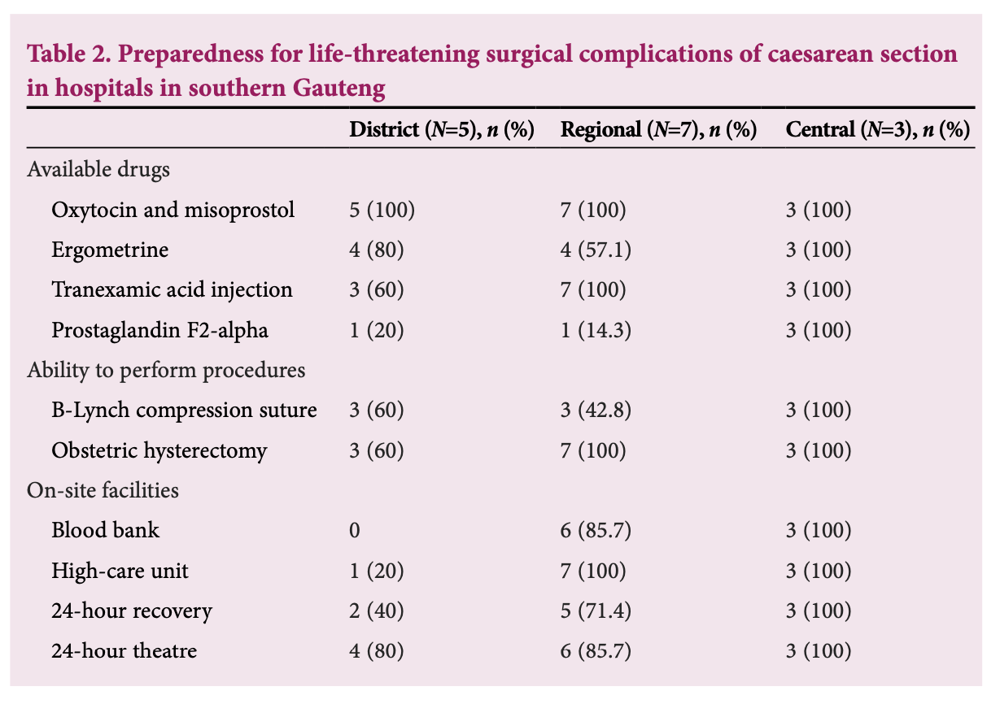 Table 2. Preparedness for life-threatening surgical complications of caesarean section
in hospitals in southern Gauteng
District (N=5), n (%) Regional (N=7), n (%) Central (N=3), n (%)
Available drugs
Oxytocin and misoprostol 5 (100) 7 (100) 3 (100)
Ergometrine 4 (80) 4 (57.1) 3 (100)
Tranexamic acid injection 3 (60) 7 (100) 3 (100)
Prostaglandin F2-alpha 1 (20) 1 (14.3) 3 (100)
Ability to perform procedures
B-Lynch compression suture 3 (60) 3 (42.8) 3 (100)
Obstetric hysterectomy 3 (60) 7 (100) 3 (100)
On-site facilities
Blood bank 0 6 (85.7) 3 (100)
High-care unit 1 (20) 7 (100) 3 (100)
24-hour recovery 2 (40) 5 (71.4) 3 (100)
24-hour theatre 4 (80) 6 (85.7) 3 (100)